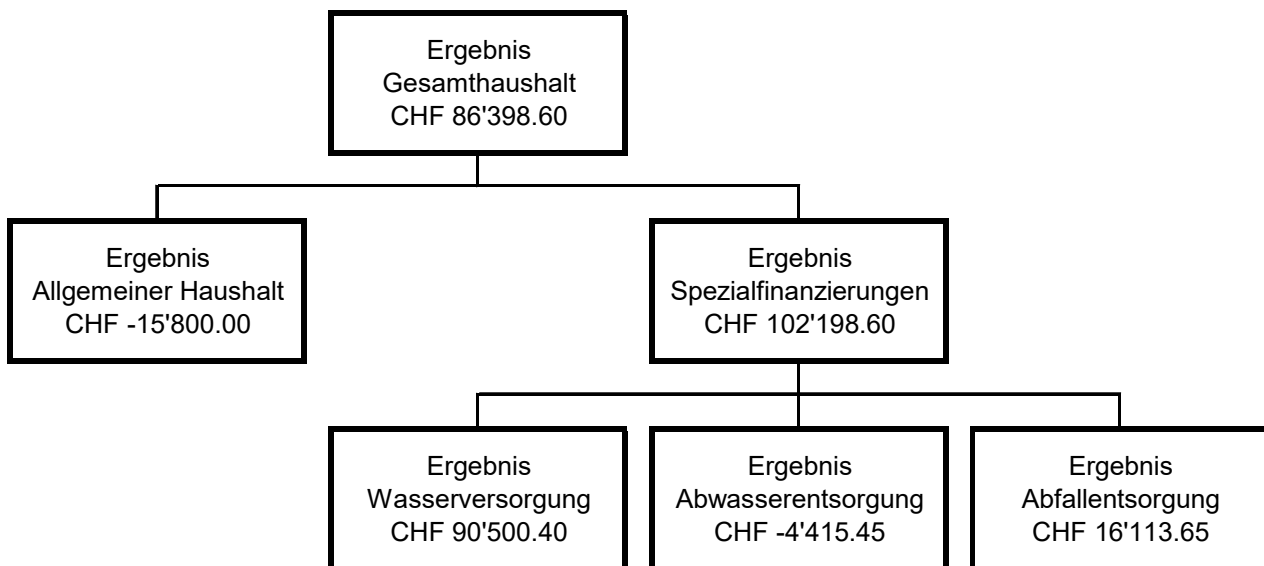 Ergebnis
Gesamthaushalt
CHF 86'398.60
Ergebnis
Allgemeiner Haushalt
CHF -15'800.00
Ergebnis
Spezialfinanzierungen
CHF 102'198.60
Ergebnis
Wasserversorgung
CHF 90'500.40
Ergebnis
Abwasserentsorgung
CHF -4'415.45
Ergebnis
Abfallentsorgung
CHF 16'113.65